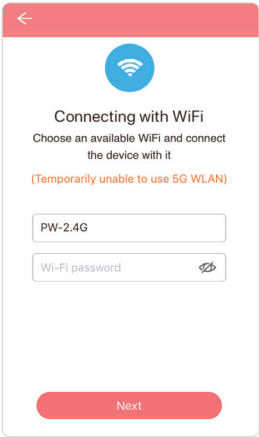 Connecting with WiFi
Choose an available WiFi and connect
the device with it
(Temporarily unable to use 5G WLAN)
PW-2.4G
Wi-Fi password
Next